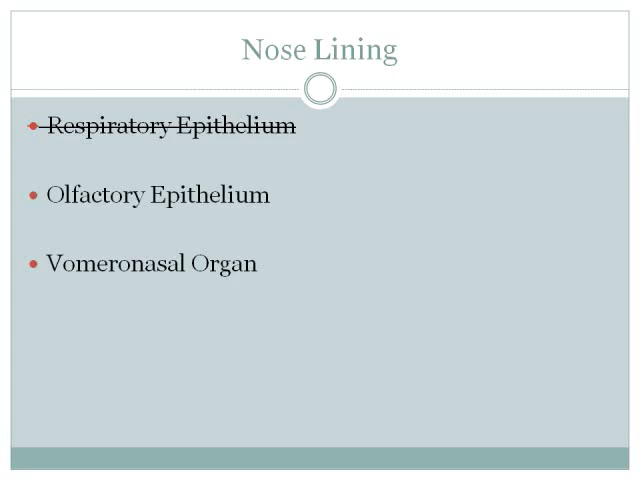 Nose Lining
Respiratory Epithelium
Olfactory Epithelium
Vomeronasal Organ